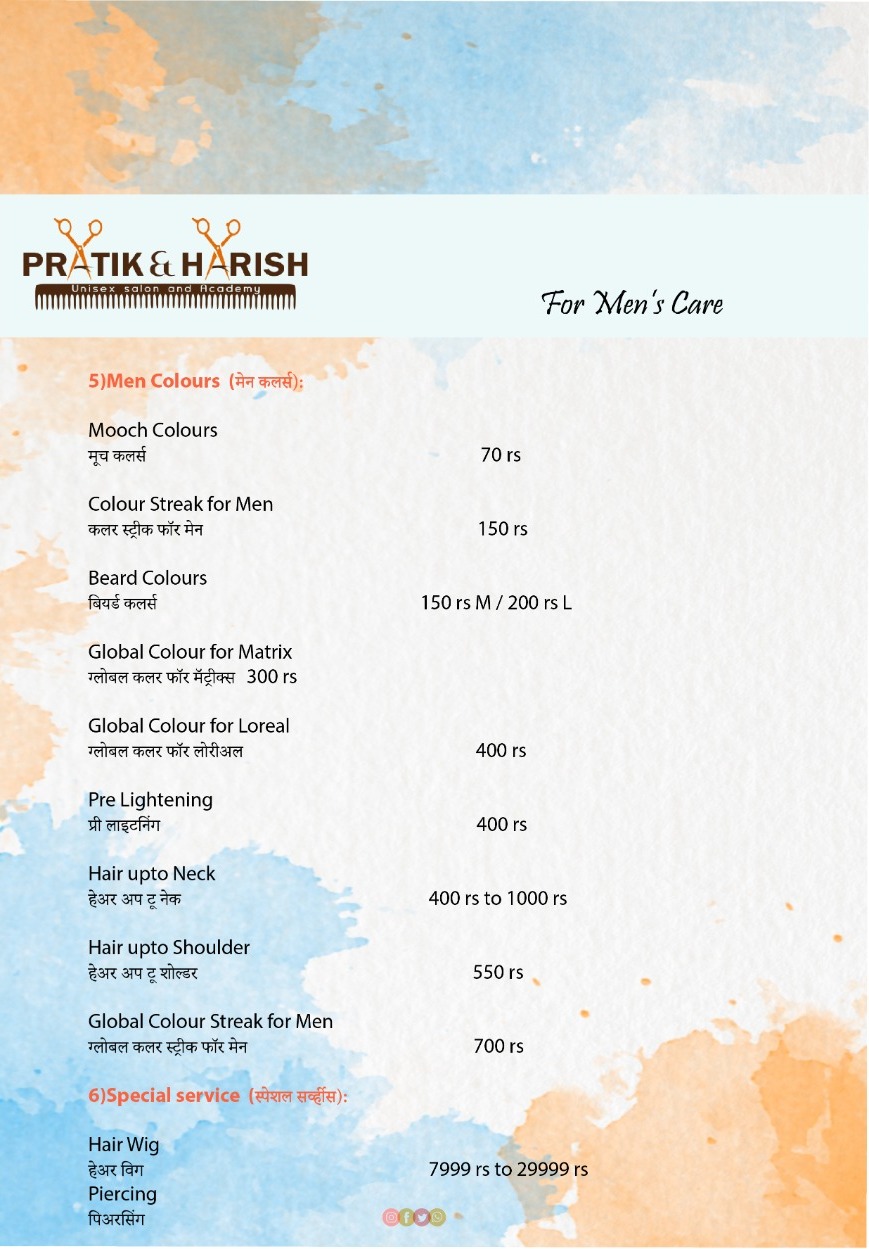 PRATIK & HARISH
Unisex salon and Academy
For Men's Care
5)Men Colours (मेन कलर्स):
Mooch Colours
मूच कलर्स 70 rs
Colour Streak for Men
कलर स्ट्रीक फॉर मेन 150 rs
Beard Colours
बियर्ड कलर्स 150 rs M / 200 rs L
Global Colour for Matrix
ग्लोबल कलर फॉर मॅट्रीक्स 300 rs
Global Colour for Loreal
ग्लोबल कलर फॉर लोरीअल 400 rs
Pre Lightening
प्री लाइटनिंग 400 rs
Hair upto Neck
हेअर अप टू नेक 400 rs to 1000 rs
Hair upto Shoulder
हेअर अप टू शोल्डर 550 rs
Global Colour Streak for Men
ग्लोबल कलर स्ट्रीक फॉर मेन 700 rs
6)Special service (स्पेशल सर्व्हीस):
Hair Wig
हेअर विग 7999 rs to 29999 rs
Piercing
पिअरसिंग